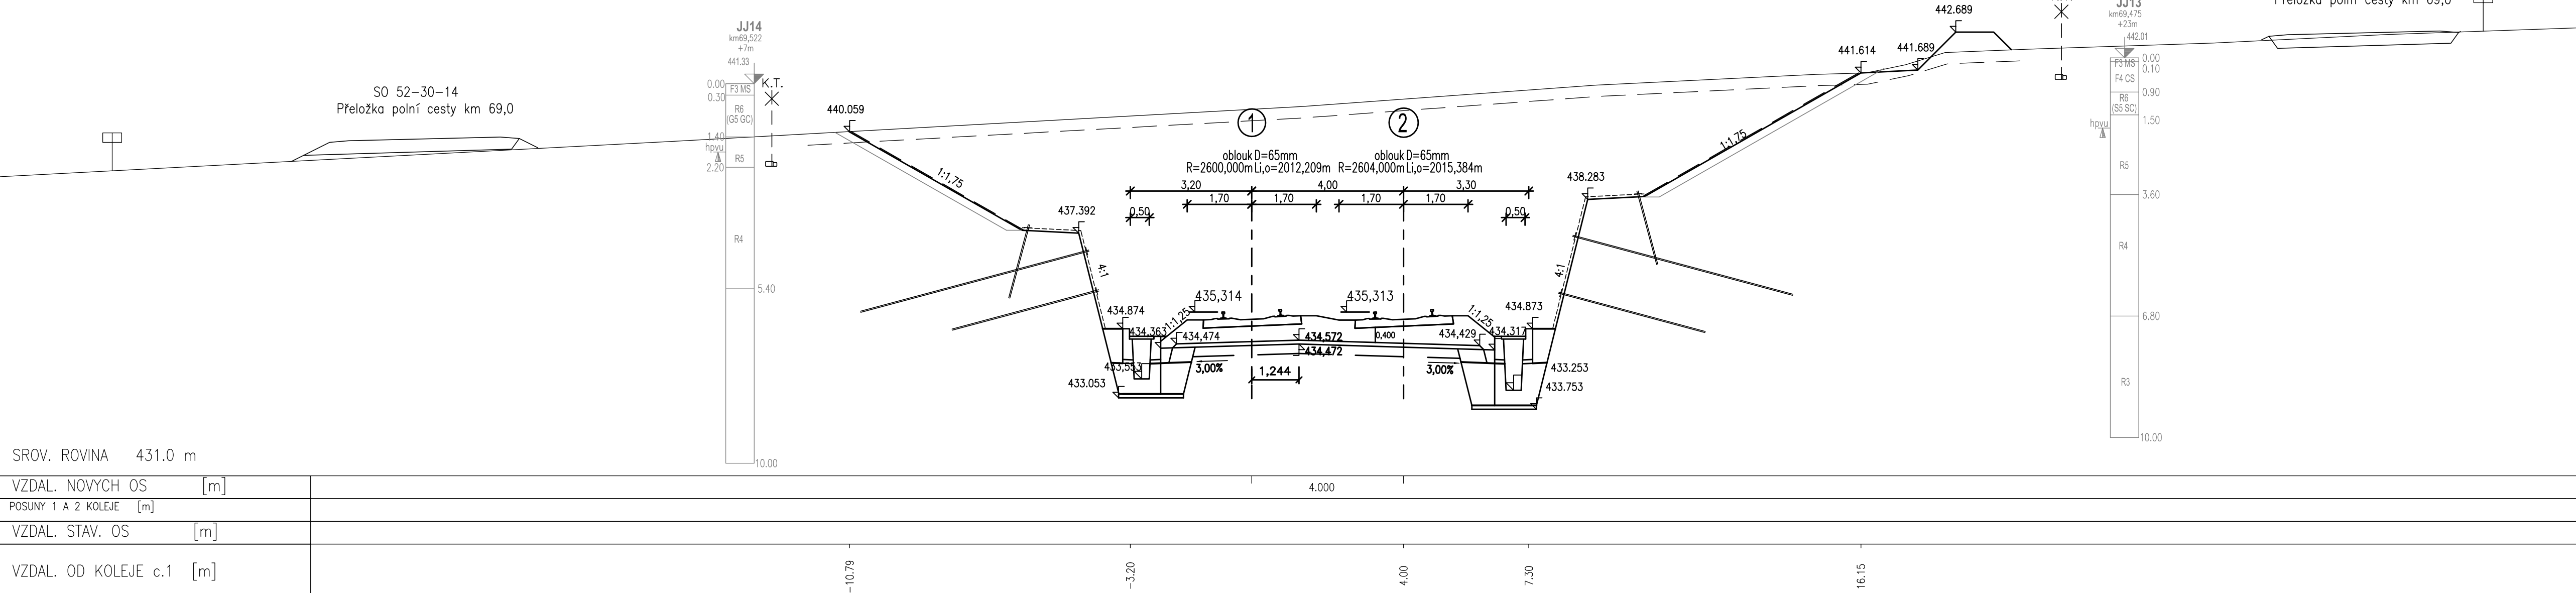 JJ14
km69,522
+7m
441.33
0.00
0.30
1.40
hpvu
2.20
5.40
10.00
F3 MS
R6
(G5 GC)
R5
R4
K.T.
SO 52-30-14
Přeložka polní cesty km 69,0
440.059
1:1,75
437.392
4:1
1
2
oblouk D=65mm
R=2600,000m Li,o=2012,209m
oblouk D=65mm
R=2604,000m Li,o=2015,384m
3,20
4,00
3,30
1,70
1,70
1,70
1,70
0,50
0,50
435,314
435,313
434.874
434.363
1:1,25
434,474
434,572
434,472
0,400
434,429
1:1,25
434.317
434.873
433,553
433.053
3,00%
1,244
3,00%
433.253
433.753
438.283
4:1
1:1,75
441.614
441.689
442.689
JJ13
km69,475
+23m
442.01
0.00
0.10
0.90
1.50
hpvu
3.60
6.80
10.00
F3 MS
F4 CS
R6
(S5 SC)
R5
R4
R3
Přeložka polní cesty km 69,0
SROV. ROVINA 431.0 m
VZDAL. NOVYCH OS [m]
4.000
POSUNY 1 A 2 KOLEJE [m]
VZDAL. STAV. OS [m]
VZDAL. OD KOLEJE c.1 [m]
-10.79
-3.20
4.00
7.30
16.15